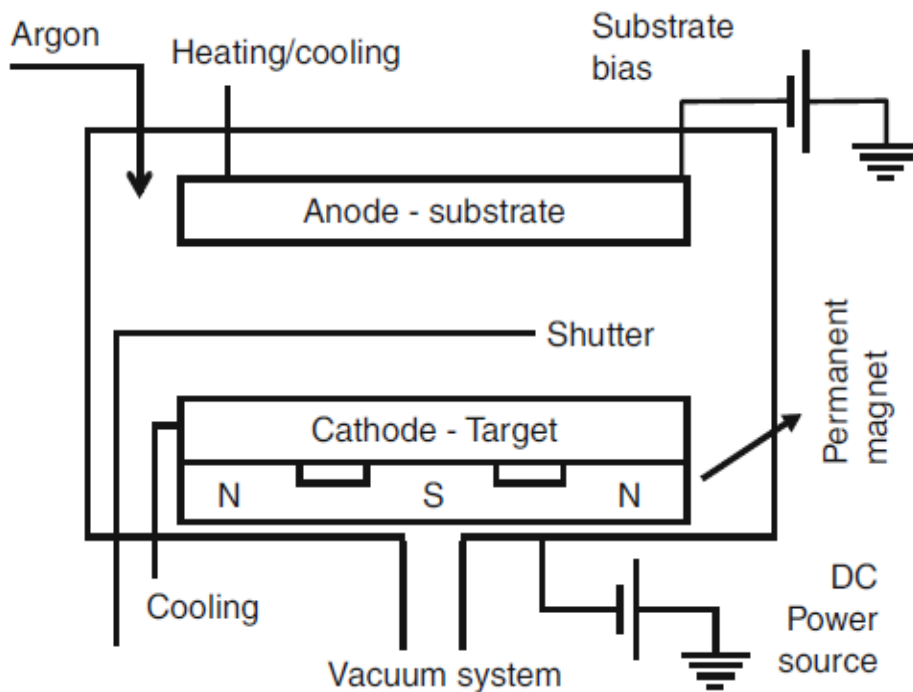 Argon
Heating/cooling
Substrate
bias
Anode - substrate
Shutter
Permanent
magnet
Cathode - Target
N
S
N
Cooling
Vacuum system
DC
Power
source